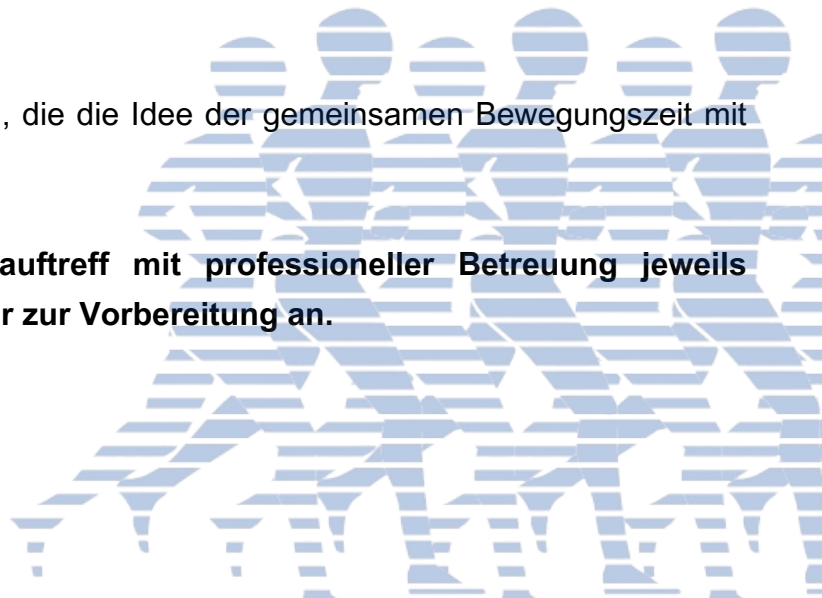 , die die Idee der gemeinsamen Bewegungszeit mit
auftreff mit professioneller Betreuung jeweils
r zur Vorbereitung an.